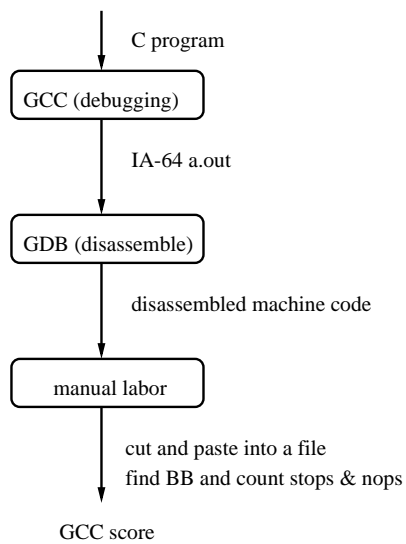 C program
GCC (debugging)
IA-64 a.out
GDB (disassemble)
disassembled machine code
manual labor
cut and paste into a file
find BB and count stops & nops
GCC score